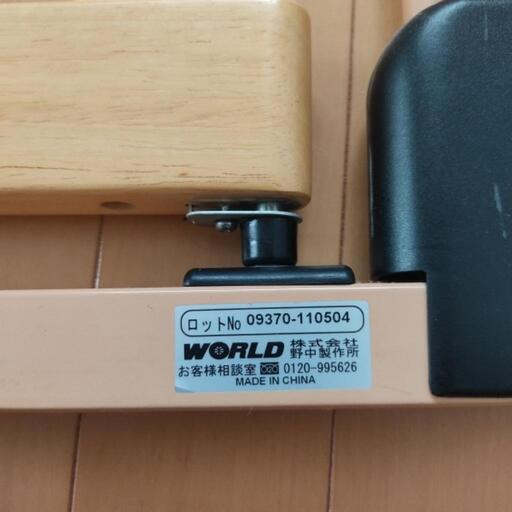 ロットNo 09370-110504
WORLD 株式会社 野中製作所
お客様相談室 0120-995626
MADE IN CHINA